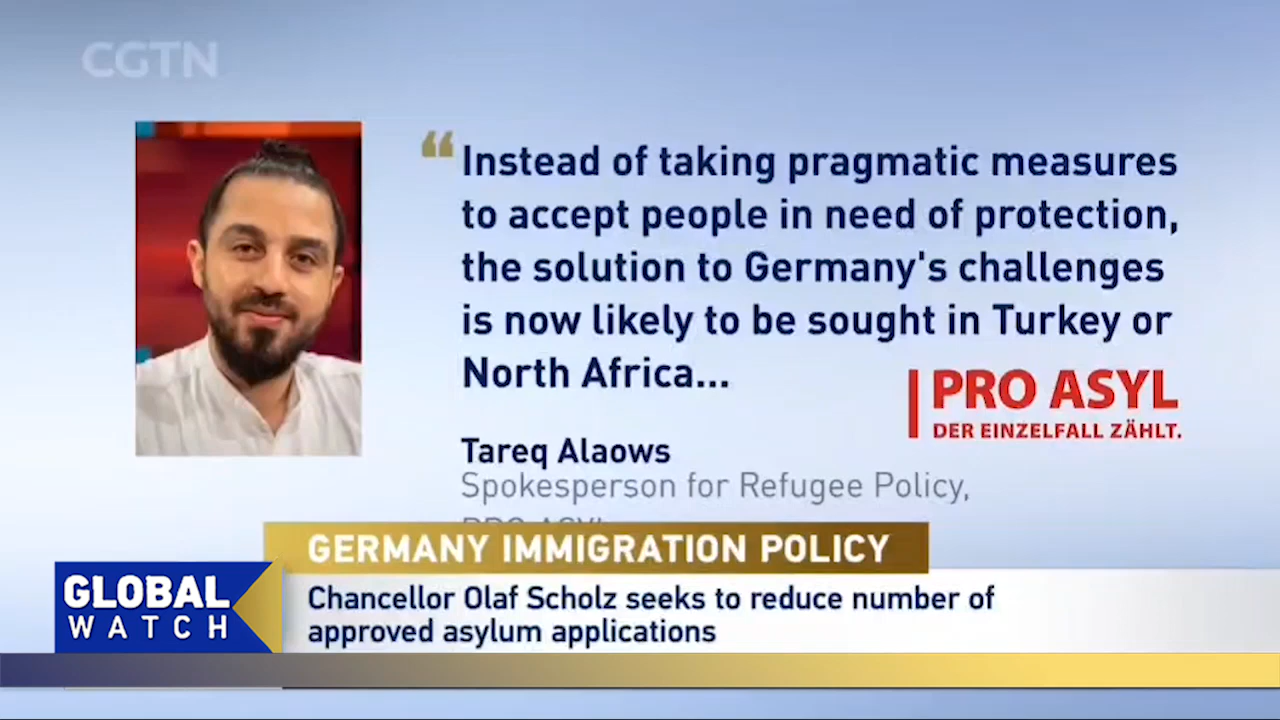 CGTN
“Instead of taking pragmatic measures
to accept people in need of protection,
the solution to Germany's challenges
is now likely to be sought in Turkey or
North Africa...
PRO ASYL
DER EINZELFALL ZÄHLT.
Tareq Alaows
Spokesperson for Refugee Policy,
PRO ASYL
GERMANY IMMIGRATION POLICY
GLOBAL
WATCH
Chancellor Olaf Scholz seeks to reduce number of
approved asylum applications